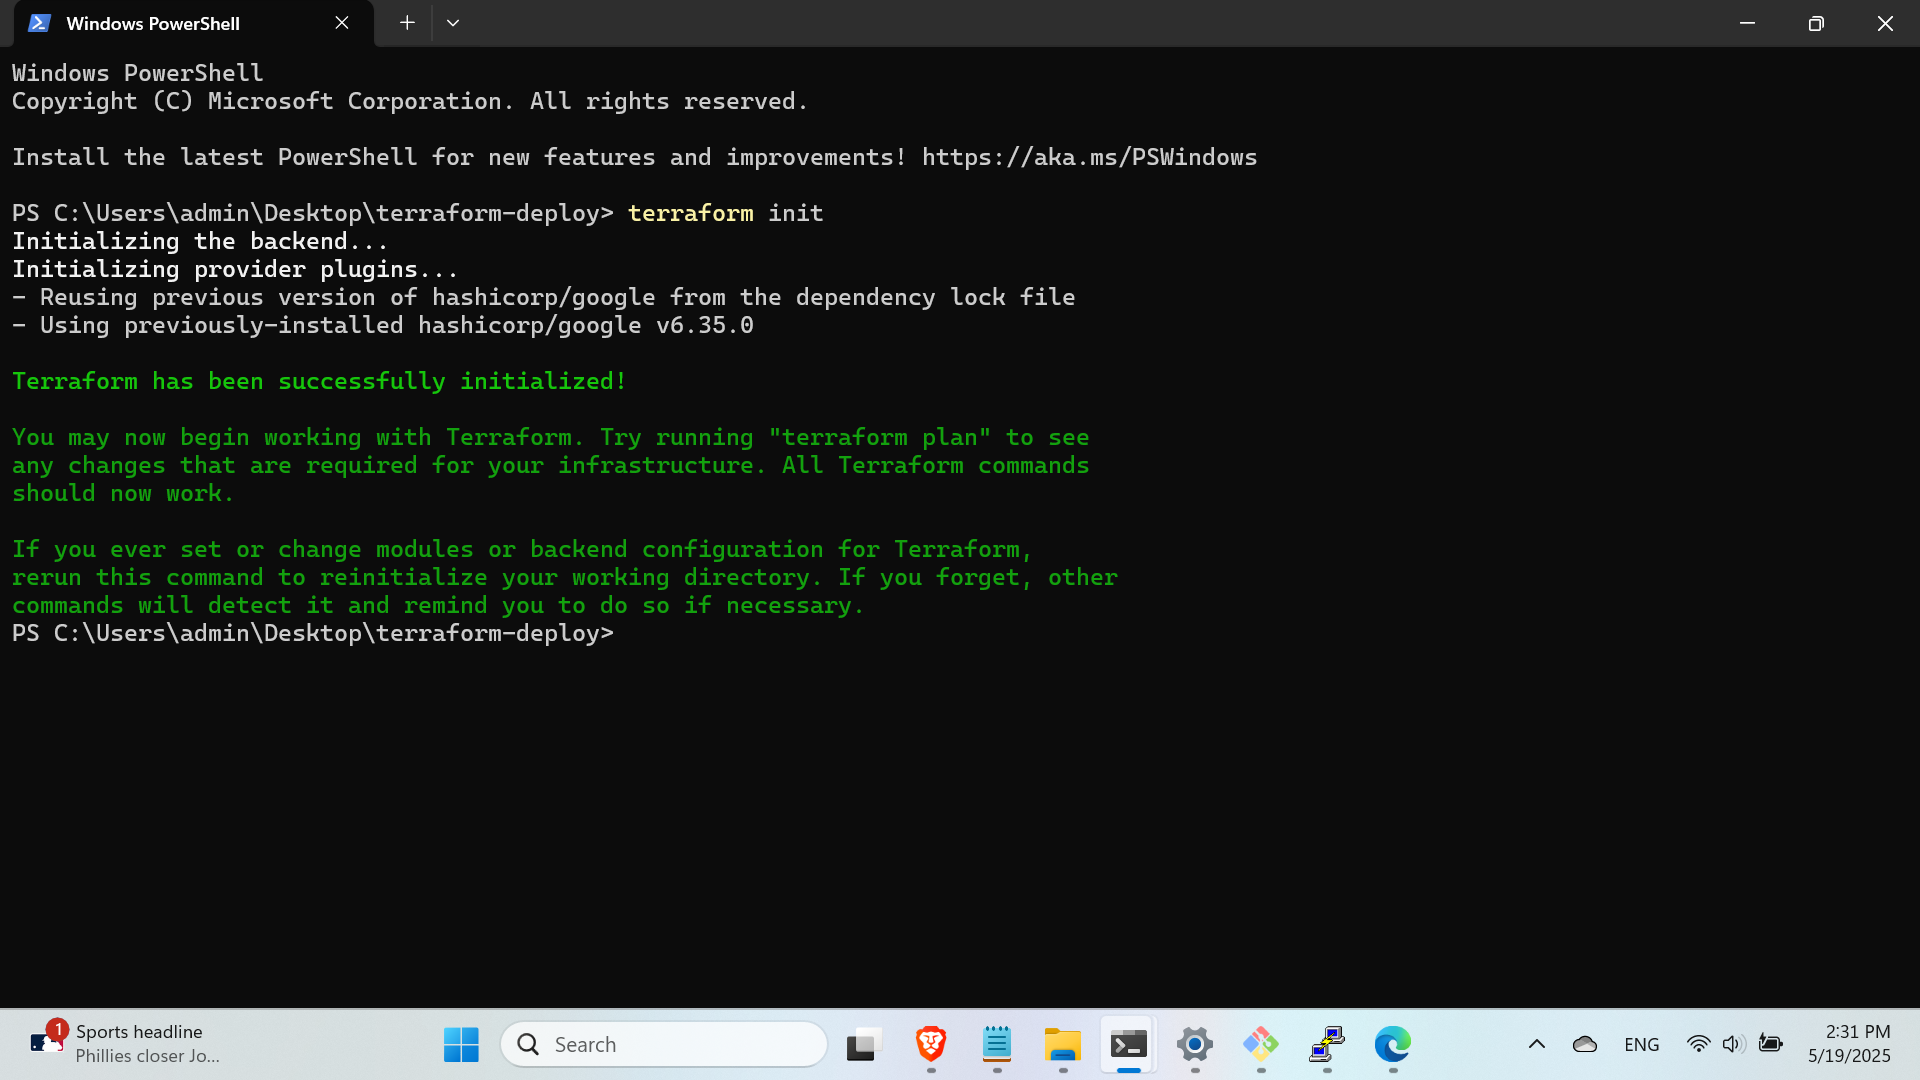 Windows PowerShell
Windows PowerShell
Copyright (C) Microsoft Corporation. All rights reserved.
Install the latest PowerShell for new features and improvements! https://aka.ms/PSWindows
PS C:\Users\admin\Desktop\terraform-deploy> terraform init
Initializing the backend...
Initializing provider plugins...
- Reusing previous version of hashicorp/google from the dependency lock file
- Using previously-installed hashicorp/google v6.35.0
Terraform has been successfully initialized!
You may now begin working with Terraform. Try running "terraform plan" to see
any changes that are required for your infrastructure. All Terraform commands
should now work.
If you ever set or change modules or backend configuration for Terraform,
rerun this command to reinitialize your working directory. If you forget, other
commands will detect it and remind you to do so if necessary.
PS C:\Users\admin\Desktop\terraform-deploy>
1
Sports headline
Phillies closer Jo...
Search
ENG
2:31 PM
5/19/2025